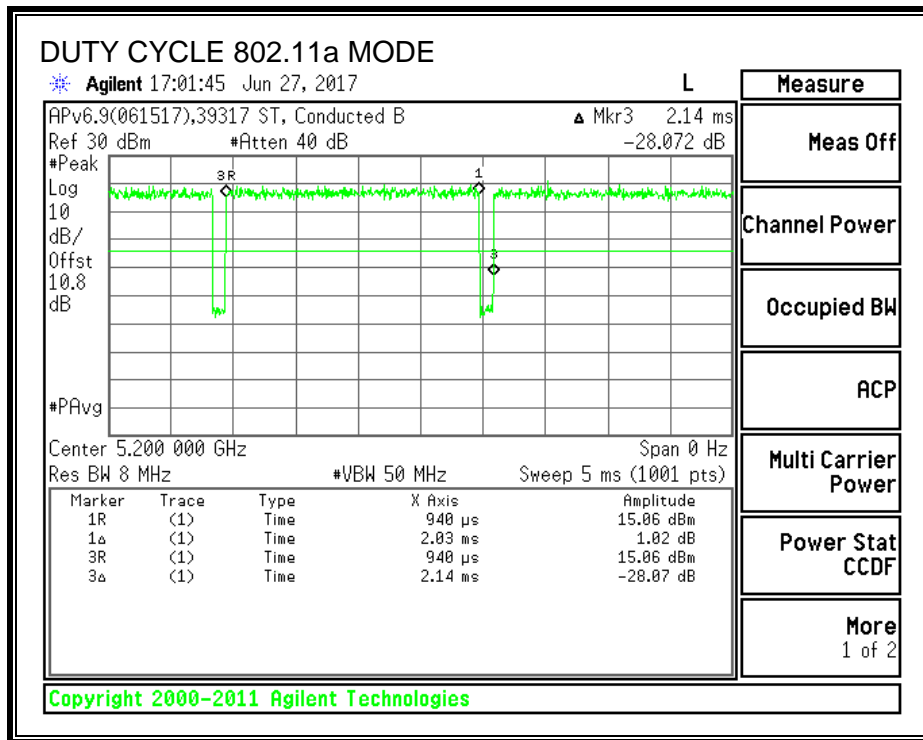 DUTY CYCLE 802.11a MODE
Agilent 17:01:45 Jun 27, 2017 L
Measure
APv6.9(061517),39317 ST, Conducted B Δ Mkr3 2.14 ms
Ref 30 dBm #Atten 40 dB -28.072 dB
Meas Off
#Peak
Log
10
dB/
Offst
10.8
dB
3R
1
3
#PAvg
Channel Power
Occupied BW
ACP
Center 5.200 000 GHz Span 0 Hz
Res BW 8 MHz #VBW 50 MHz Sweep 5 ms (1001 pts)
Multi Carrier
Power
Marker Trace Type X Axis Amplitude
1R (1) Time 940 µs 15.06 dBm
1Δ (1) Time 2.03 ms 1.02 dB
3R (1) Time 940 µs 15.06 dBm
3Δ (1) Time 2.14 ms -28.07 dB
Power Stat
CCDF
More
1 of 2
Copyright 2000-2011 Agilent Technologies